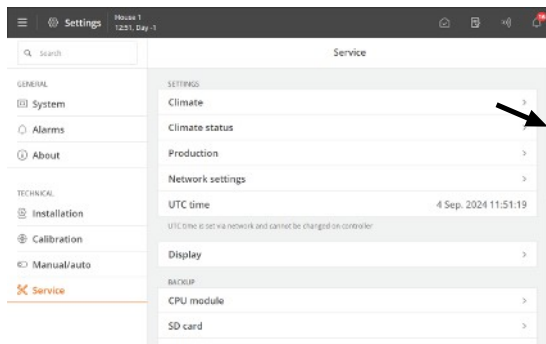 Settings
House 1
12:51, Day -1
Search
Service
GENERAL
System
Alarms
About
TECHNICAL
Installation
Calibration
Manual/auto
Service
SETTINGS
Climate
Climate status
Production
Network settings
UTC time 4 Sep. 2024 11:51:19
UTC time is set via network and cannot be changed on controller
Display
BACKUP
CPU module
SD card